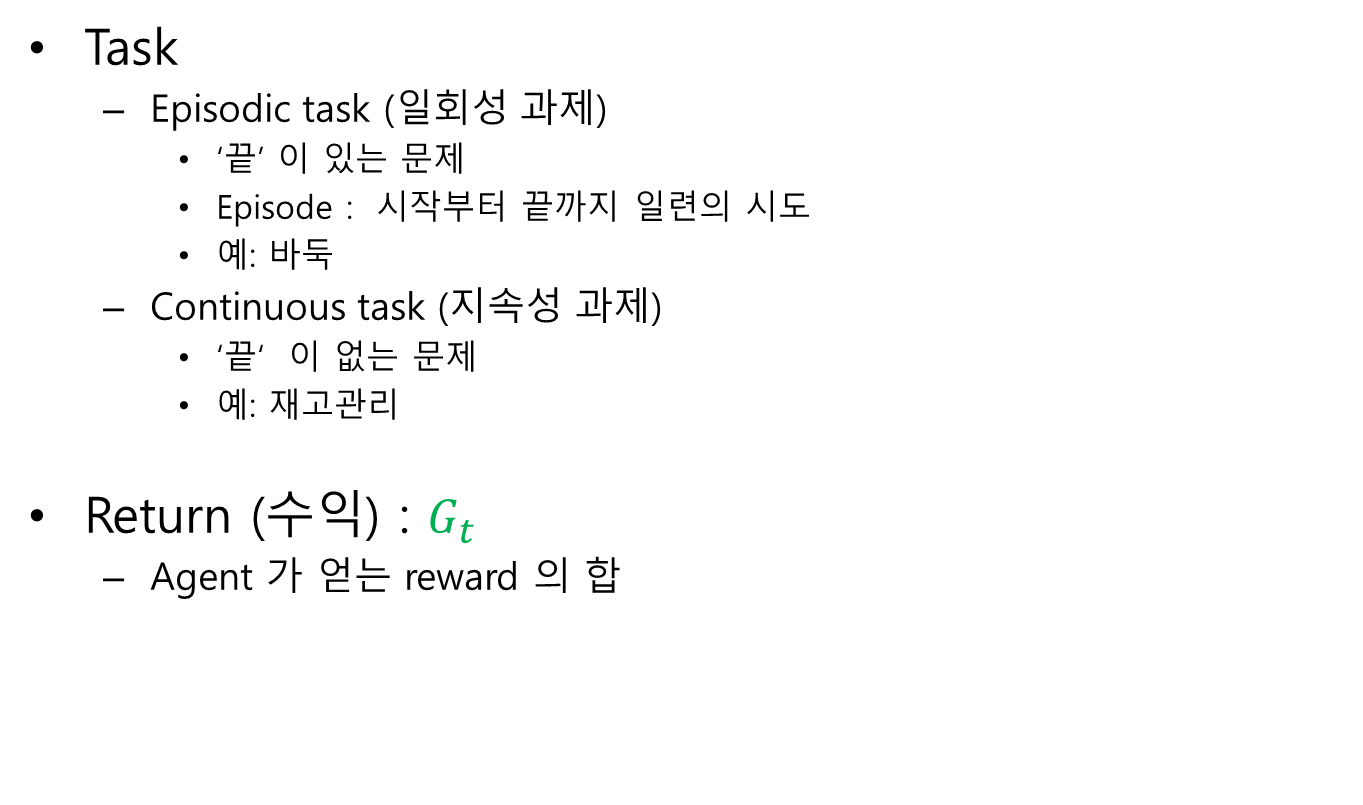 • Task
– Episodic task (일회성 과제)
• ‘끝’ 이 있는 문제
• Episode : 시작부터 끝까지 일련의 시도
• 예: 바둑
– Continuous task (지속성 과제)
• ‘끝‘ 이 없는 문제
• 예: 재고관리
• Return (수익) : G_t
– Agent 가 얻는 reward 의 합